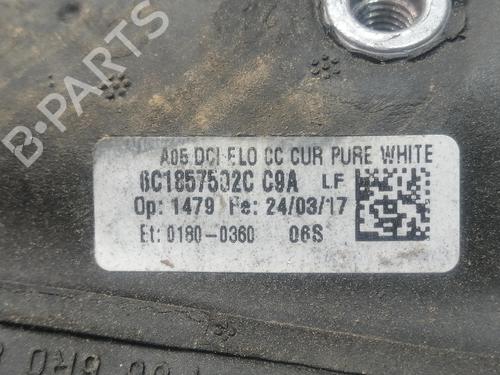 B-PARTS
A05 DCI ELO CC CUR PURE WHITE
6C1857502C C9A LF
Op: 1479 Fe: 24/03/17
Et: 0180-0360 06S